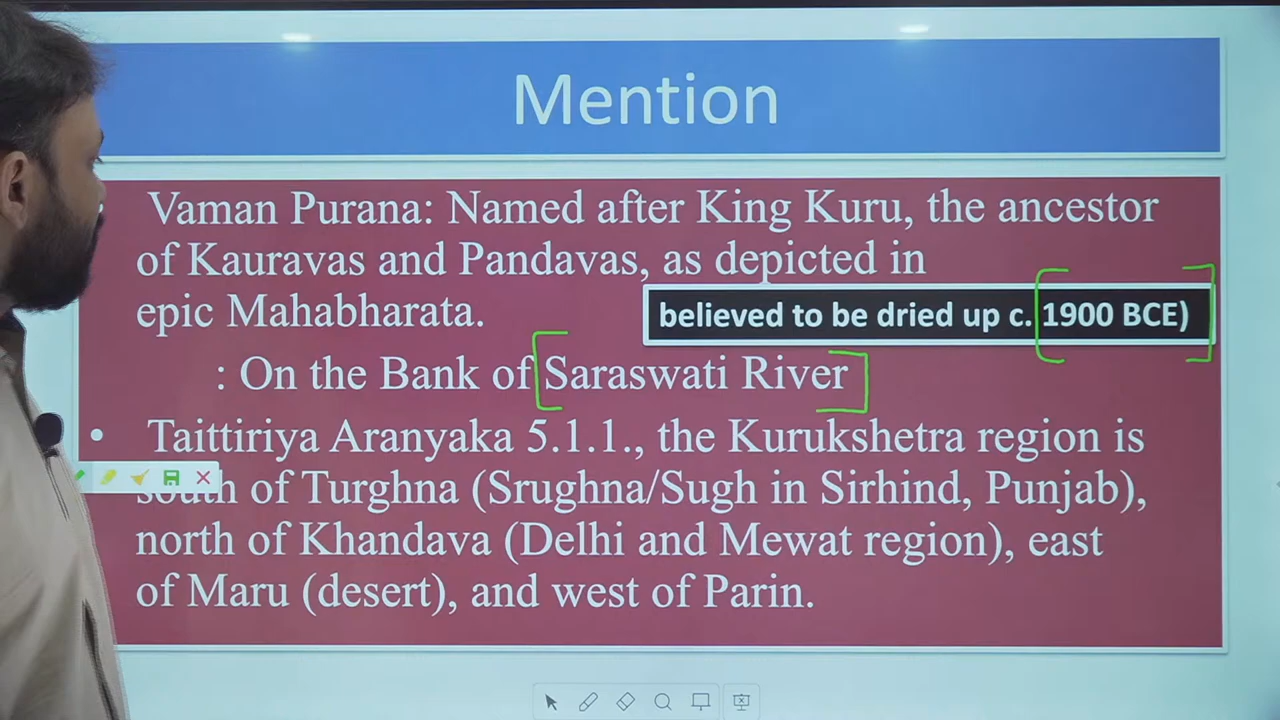 Mention
Vaman Purana: Named after King Kuru, the ancestor
of Kauravas and Pandavas, as depicted in
epic Mahabharata.
believed to be dried up c. 1900 BCE)
: On the Bank of Saraswati River
• Taittiriya Aranyaka 5.1.1., the Kurukshetra region is
south of Turghna (Srughna/Sugh in Sirhind, Punjab),
north of Khandava (Delhi and Mewat region), east
of Maru (desert), and west of Parin.